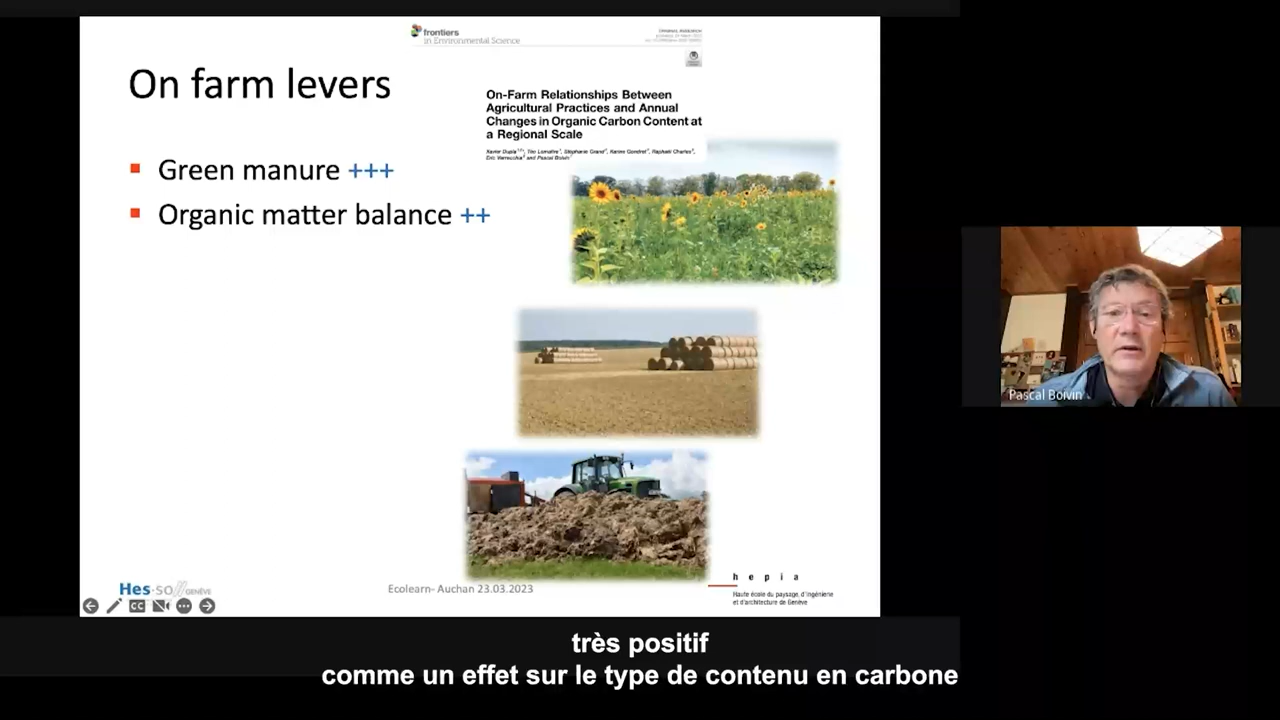 frontiers
in Environmental Science
On farm levers
On-Farm Relationships Between
Agricultural Practices and Annual
Changes in Organic Carbon Content at
a Regional Scale
Green manure +++
Organic matter balance ++
Pascal Boivin
Hes·so GENÈVE
Ecolearn- Auchan 23.03.2023
h e p i a
Haute école du paysage, d'ingénierie
et d'architecture de Genève
CC
très positif
comme un effet sur le type de contenu en carbone